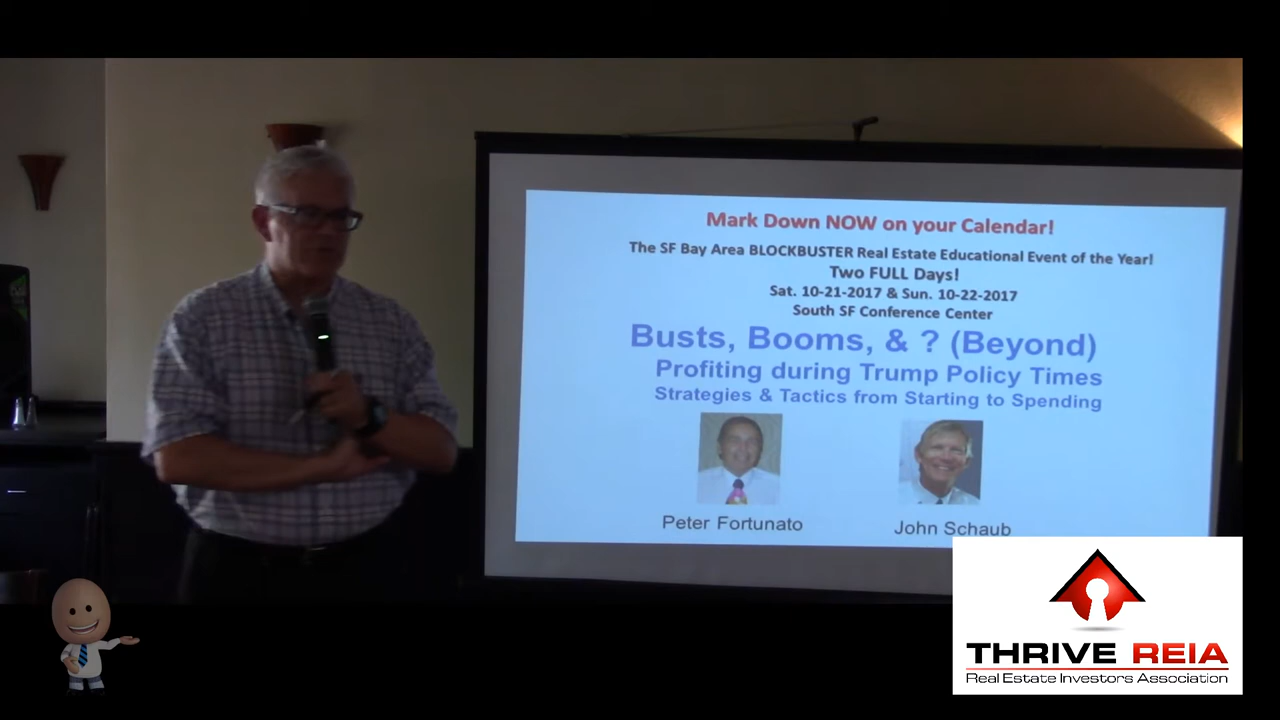 Mark Down NOW on your Calendar!
The SF Bay Area BLOCKBUSTER Real Estate Educational Event of the Year!
Two FULL Days!
Sat. 10-21-2017 & Sun. 10-22-2017
South SF Conference Center
Busts, Booms, & ? (Beyond)
Profiting during Trump Policy Times
Strategies & Tactics from Starting to Spending
Peter Fortunato
John Schaub
THRIVE REIA
Real Estate Investors Association